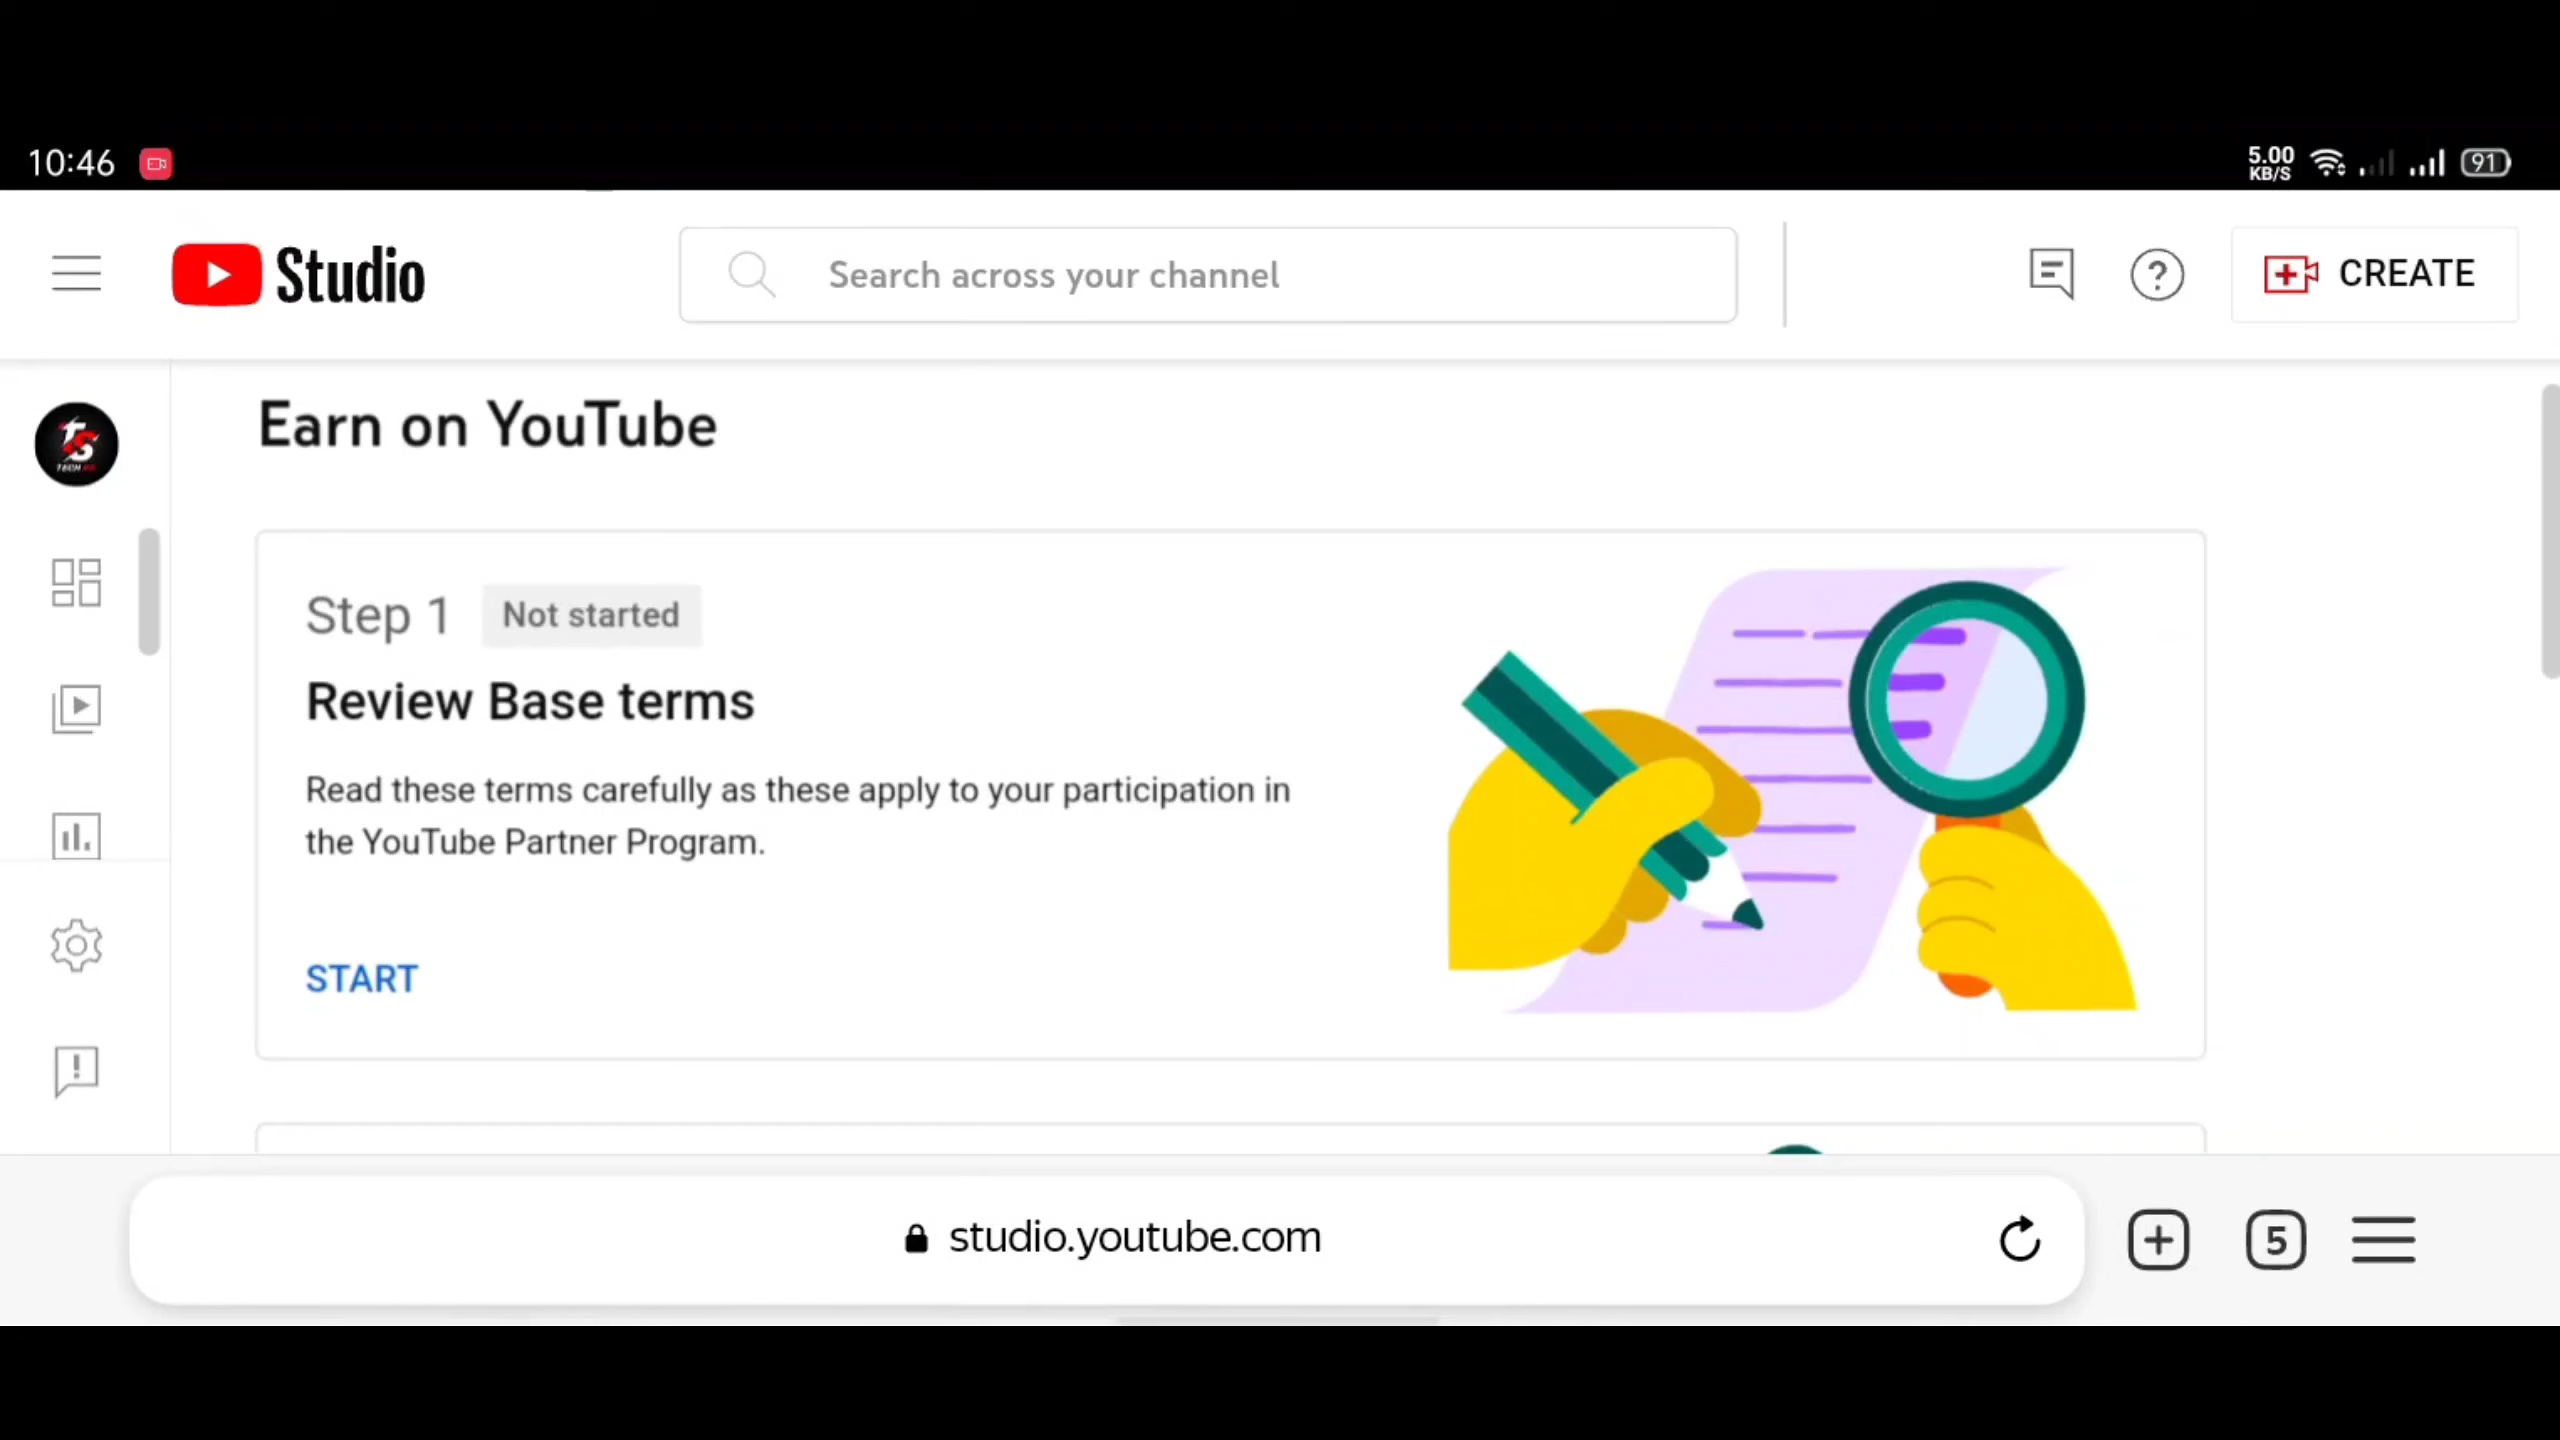 10:46
5.00
KB/S
91
Studio
Search across your channel
CREATE
TS
TECH
Earn on YouTube
Step 1
Not started
Review Base terms
Read these terms carefully as these apply to your participation in
the YouTube Partner Program.
START
studio.youtube.com
5